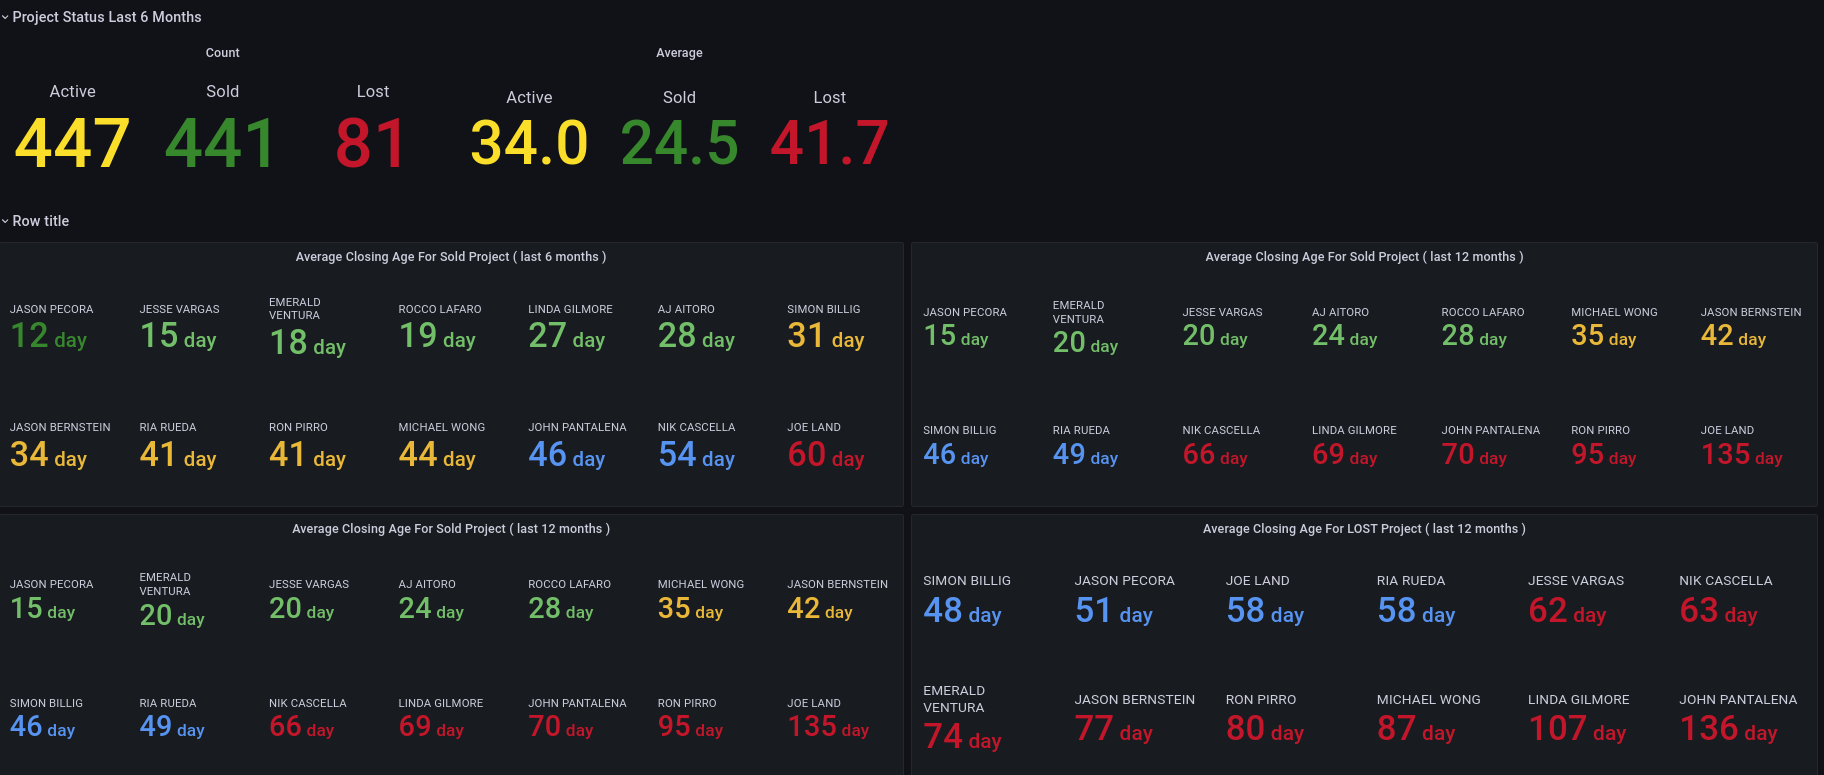 Project Status Last 6 Months
Count
Average
Active
Sold
Lost
Active
Sold
Lost
447
441
81
34.0
24.5
41.7
Row title
Average Closing Age For Sold Project ( last 6 months )
JASON PECORA
12 day
JESSE VARGAS
15 day
EMERALD
VENTURA
18 day
ROCCO LAFARO
19 day
LINDA GILMORE
27 day
AJ AITORO
28 day
SIMON BILLIG
31 day
JASON BERNSTEIN
34 day
RIA RUEDA
41 day
RON PIRRO
41 day
MICHAEL WONG
44 day
JOHN PANTALENA
46 day
NIK CASCELLA
54 day
JOE LAND
60 day
Average Closing Age For Sold Project ( last 12 months )
JASON PECORA
15 day
EMERALD
VENTURA
20 day
JESSE VARGAS
20 day
AJ AITORO
24 day
ROCCO LAFARO
28 day
MICHAEL WONG
35 day
JASON BERNSTEIN
42 day
SIMON BILLIG
46 day
RIA RUEDA
49 day
NIK CASCELLA
66 day
LINDA GILMORE
69 day
JOHN PANTALENA
70 day
RON PIRRO
95 day
JOE LAND
135 day
Average Closing Age For Sold Project ( last 12 months )
JASON PECORA
15 day
EMERALD
VENTURA
20 day
JESSE VARGAS
20 day
AJ AITORO
24 day
ROCCO LAFARO
28 day
MICHAEL WONG
35 day
JASON BERNSTEIN
42 day
SIMON BILLIG
46 day
RIA RUEDA
49 day
NIK CASCELLA
66 day
LINDA GILMORE
69 day
JOHN PANTALENA
70 day
RON PIRRO
95 day
JOE LAND
135 day
Average Closing Age For LOST Project ( last 12 months )
SIMON BILLIG
48 day
JASON PECORA
51 day
JOE LAND
58 day
RIA RUEDA
58 day
JESSE VARGAS
62 day
NIK CASCELLA
63 day
EMERALD
VENTURA
74 day
JASON BERNSTEIN
77 day
RON PIRRO
80 day
MICHAEL WONG
87 day
LINDA GILMORE
107 day
JOHN PANTALENA
136 day